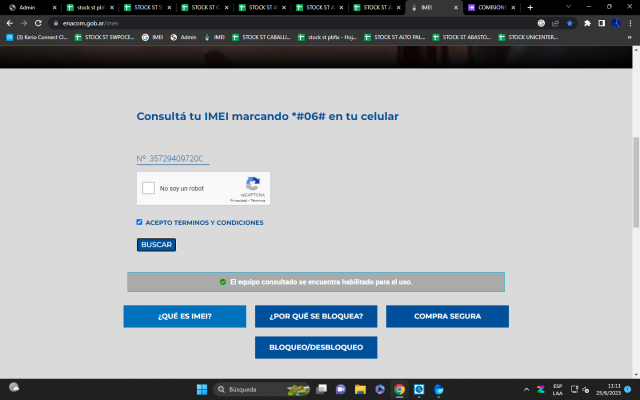 Admin
stock st pbfix
STOCK ST
STOCK ST
STOCK ST A
STOCK ST A
STOCK ST A
IMEI
COMISION
enacom.gob.ar/imei
(3) Kerio Connect Cl...
STOCK ST SWPOCE...
IMEI
Admin
IMEI
STOCK ST CABALLI...
stock st pbfix - Hoj...
STOCK ST ALTO PAL...
STOCK ST ABASTO...
STOCK UNICENTER...
Consultá tu IMEI marcando *#06# en tu celular
Nº 35729409720
No soy un robot
reCAPTCHA
Privacidad - Términos
ACEPTO TERMINOS Y CONDICIONES
BUSCAR
El equipo consultado se encuentra habilitado para el uso.
¿QUÉ ES IMEI?
¿POR QUÉ SE BLOQUEA?
COMPRA SEGURA
BLOQUEO/DESBLOQUEO
Búsqueda
ESP
LAA
11:11
25/6/2023